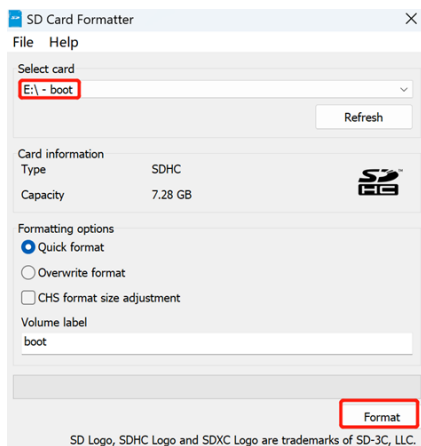 SD Card Formatter
File Help
Select card
E:\ - boot
Refresh
Card information
Type SDHC
SD HC
Capacity 7.28 GB
Formatting options
Quick format
Overwrite format
CHS format size adjustment
Volume label
boot
Format
SD Logo, SDHC Logo and SDXC Logo are trademarks of SD-3C, LLC.